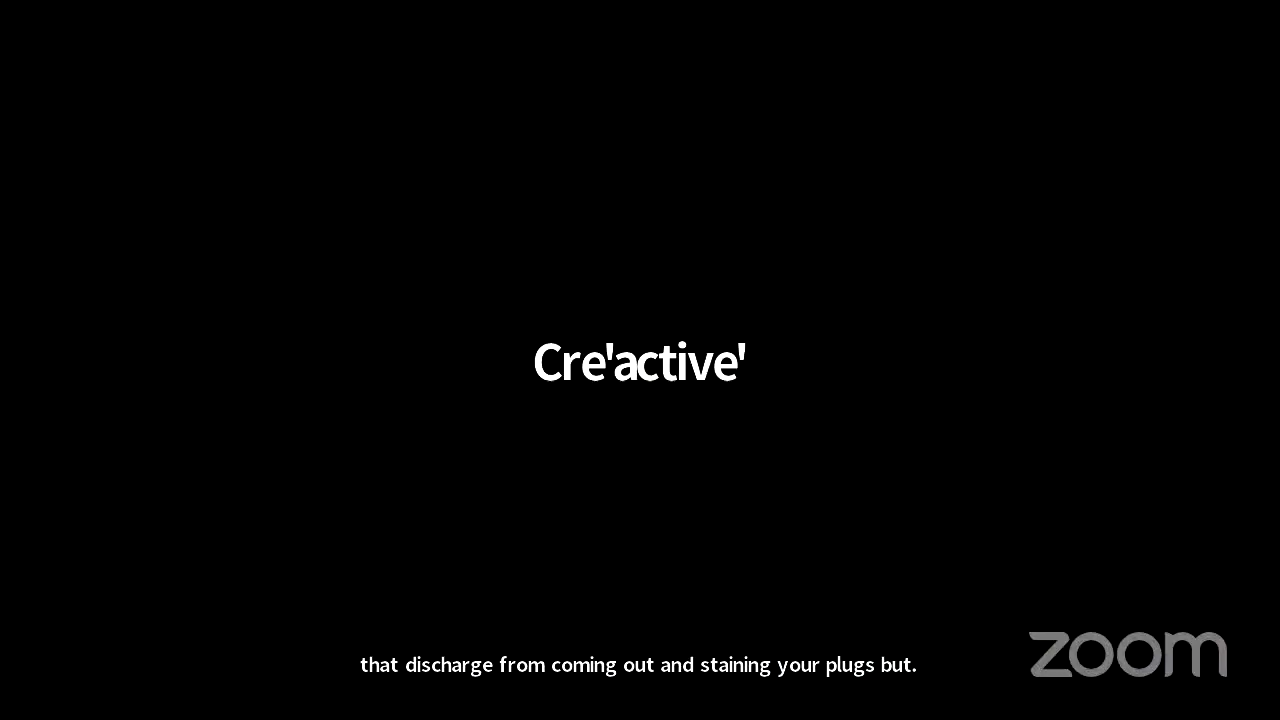 Cre'active'
that discharge from coming out and staining your plugs but.
zoom